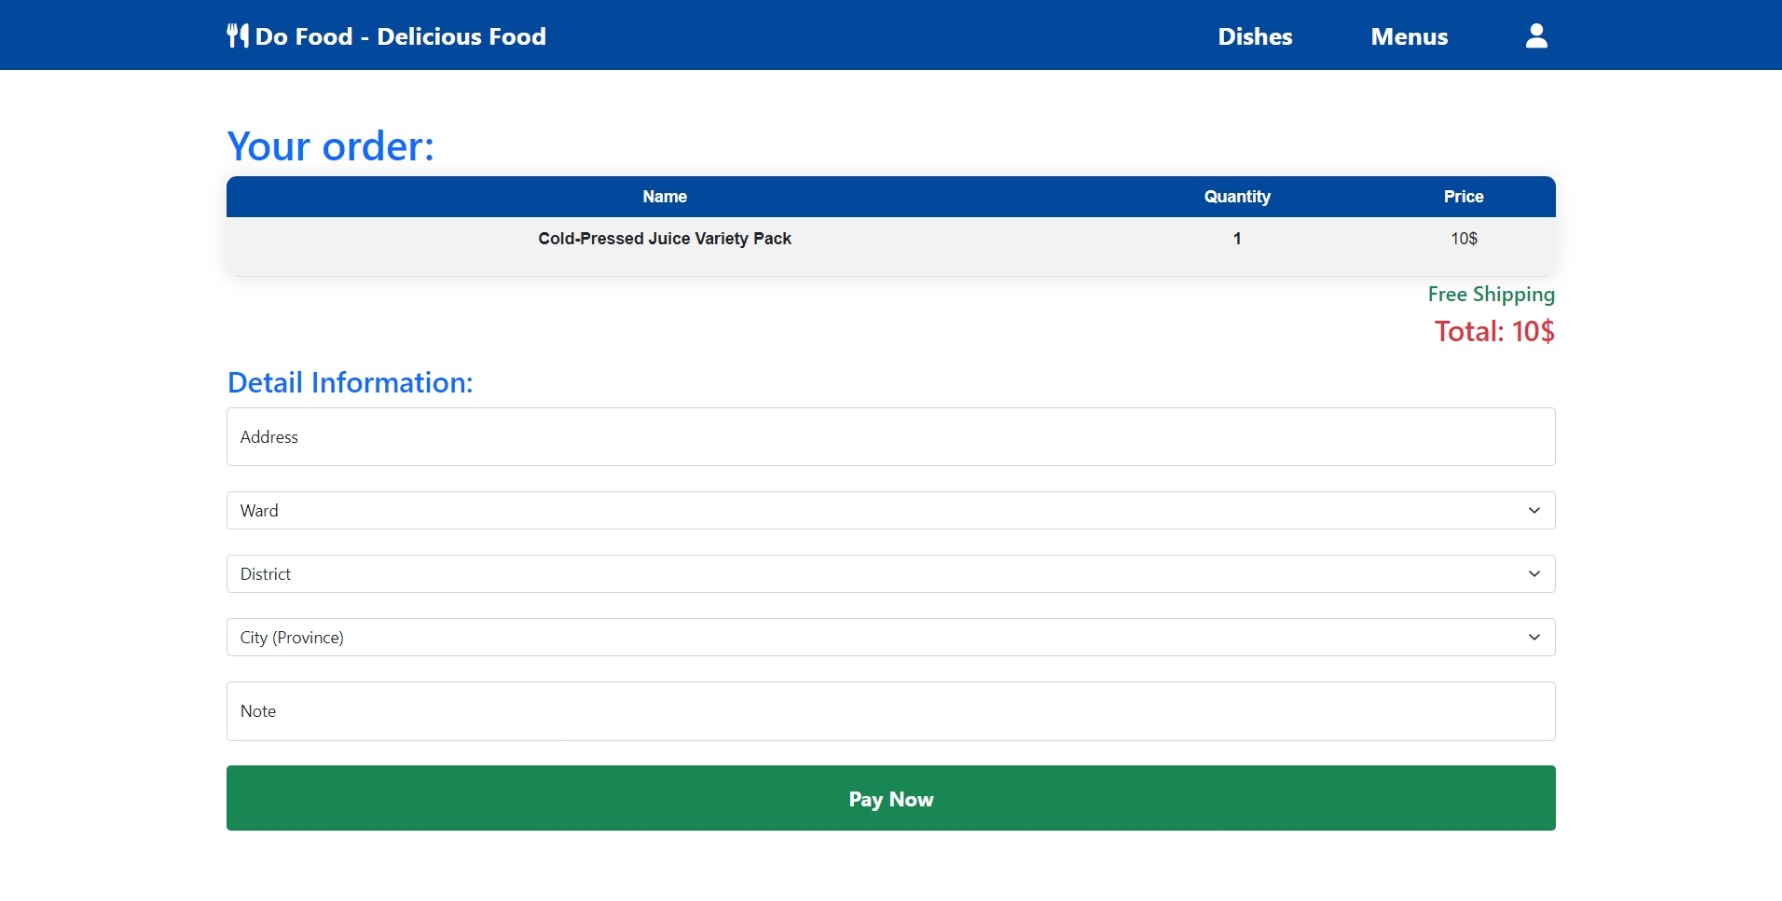 Do Food - Delicious Food Dishes Menus
Your order:
Name Quantity Price
Cold-Pressed Juice Variety Pack 1 10$
Free Shipping
Total: 10$
Detail Information:
Address
Ward
District
City (Province)
Note
Pay Now